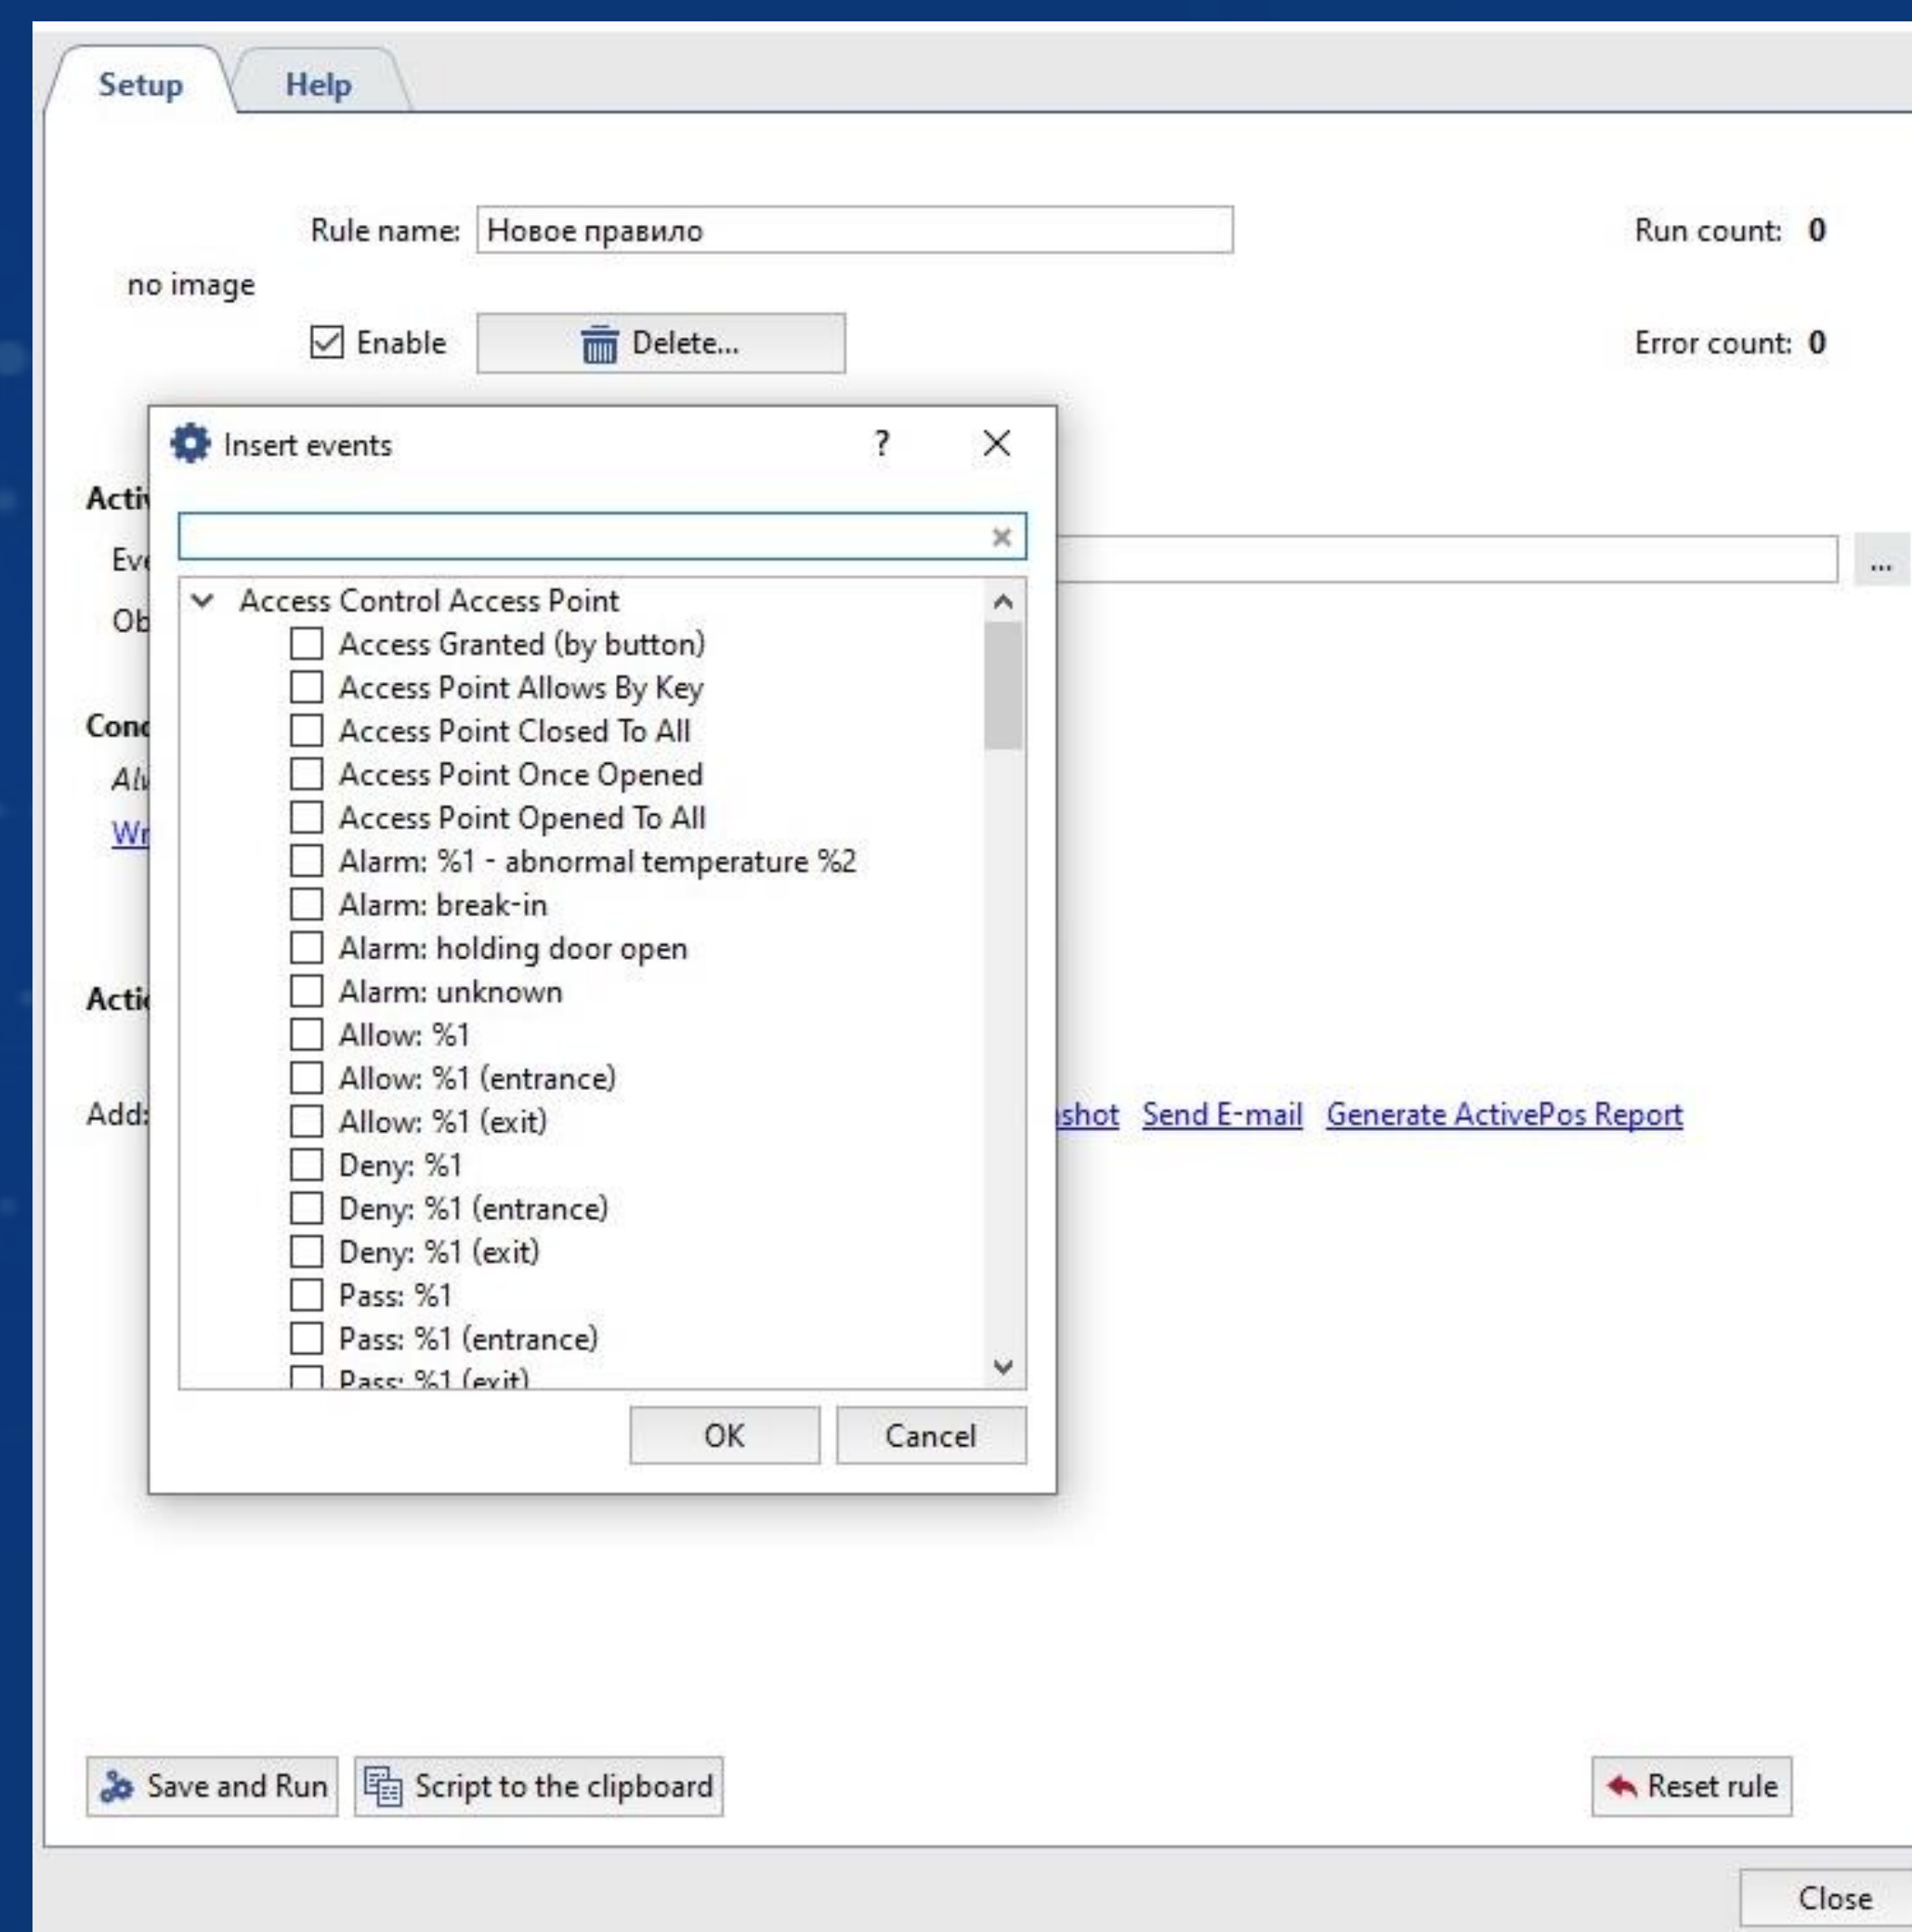 Setup Help
Rule name: Новое правило Run count: 0
no image
Enable Delete... Error count: 0
Insert events ?
...
Access Control Access Point
Access Granted (by button)
Access Point Allows By Key
Access Point Closed To All
Access Point Once Opened
Access Point Opened To All
Alarm: %1 - abnormal temperature %2
Alarm: break-in
Alarm: holding door open
Alarm: unknown
Allow: %1
Allow: %1 (entrance)
Allow: %1 (exit)
Add: Send E-mail Generate ActivePos Report
Deny: %1
Deny: %1 (entrance)
Deny: %1 (exit)
Pass: %1
Pass: %1 (entrance)
Pass: %1 (exit)
OK Cancel
Save and Run Script to the clipboard Reset rule
Close